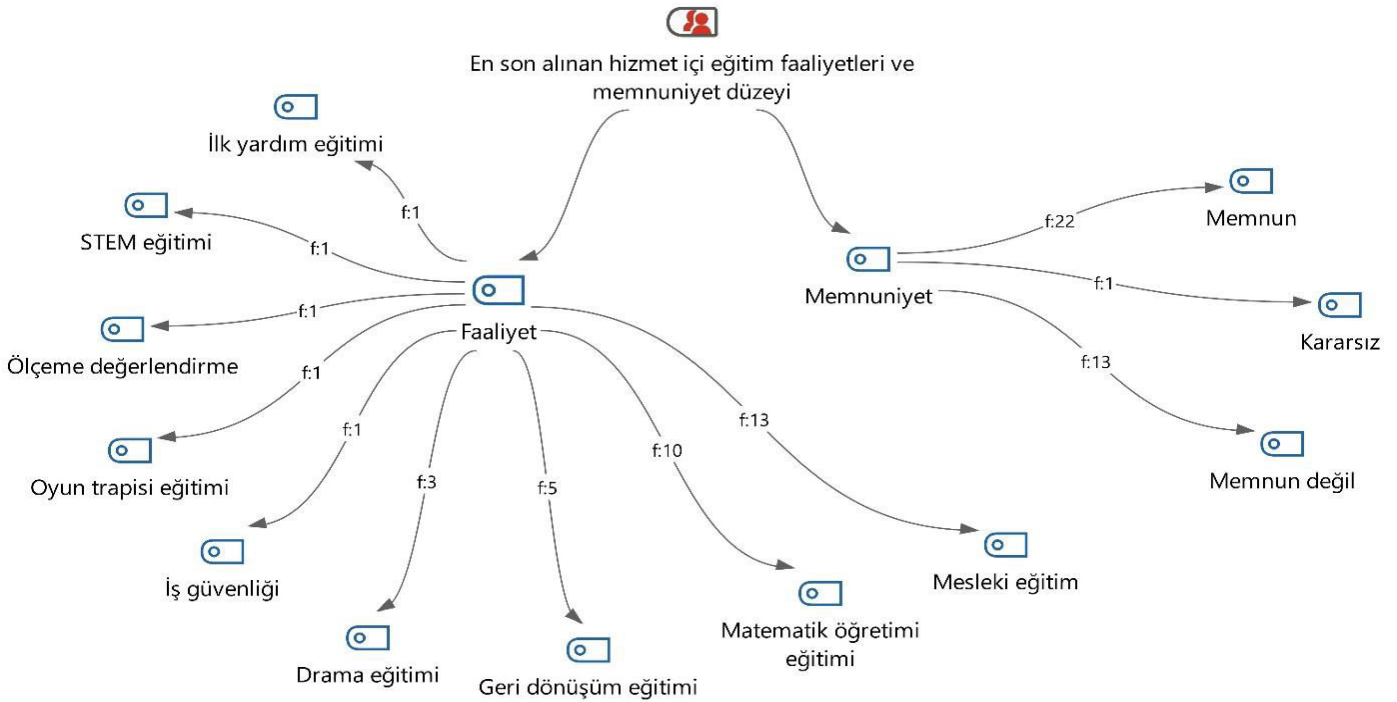 En son alınan hizmet içi eğitim faaliyetleri ve
memnuniyet düzeyi
İlk yardım eğitimi
f:1
STEM eğitimi
f:1
Ölçeme değerlendirme
f:1
Oyun trapisi eğitimi
f:1
İş güvenliği
f:1
Drama eğitimi
f:3
Geri dönüşüm eğitimi
f:5
Matematik öğretimi
eğitimi
f:10
Mesleki eğitim
f:13
Faaliyet
Memnuniyet
f:22
Memnun
f:1
Kararsız
f:13
Memnun değil